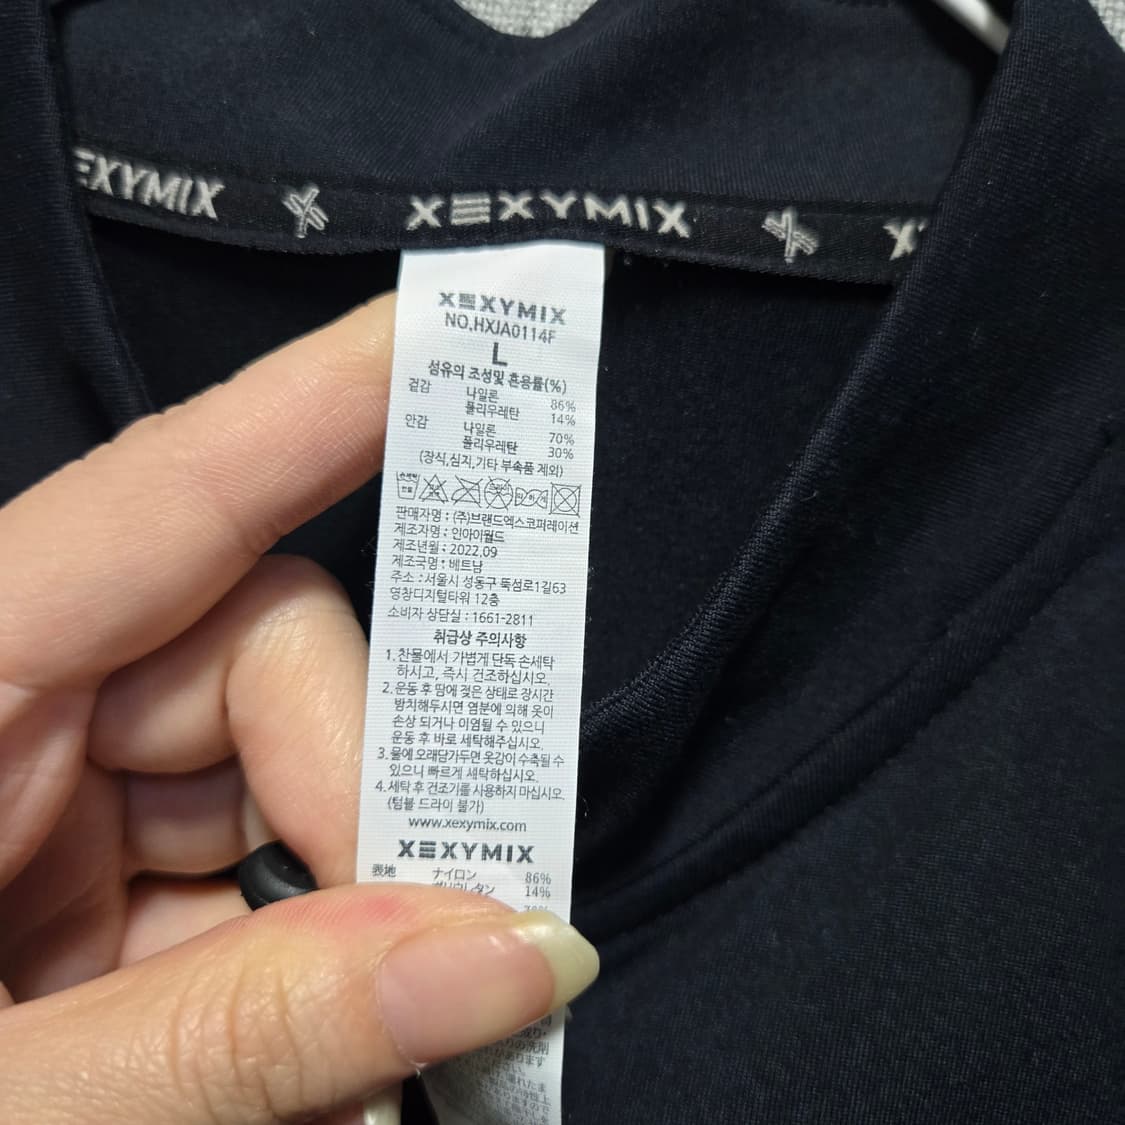 XEXYMIX
XEXYMIX
NO.HXJA0114F
L
섬유의 조성및 혼용률(%)
겉감 나일론 86%
폴리우레탄 14%
안감 나일론 70%
폴리우레탄 30%
(장식,심지,기타 부속품 제외)
판매자명 : (주)브랜드엑스코퍼레이션
제조자명 : 인아이월드
제조년월 : 2022.09
제조국명 : 베트남
주소 : 서울시 성동구 뚝섬로1길63
영창디지털타워 12층
소비자 상담실 : 1661-2811
취급상 주의사항
1.찬물에서 가볍게 단독 손세탁
하시고, 즉시 건조하십시오.
2.운동 후 땀에 젖은 상태로 장시간
방치해두시면 염분에 의해 옷이
손상 되거나 이염될 수 있으니
운동 후 바로 세탁해주십시오.
3.물에 오래담가두면 옷감이 수축될 수
있으니 빠르게 세탁하십시오.
4.세탁 후 건조기를 사용하지 마십시오.
(텀블 드라이 불가)
www.xexymix.com
XEXYMIX
表地 ナイロン 86%
ポリウレタン 14%